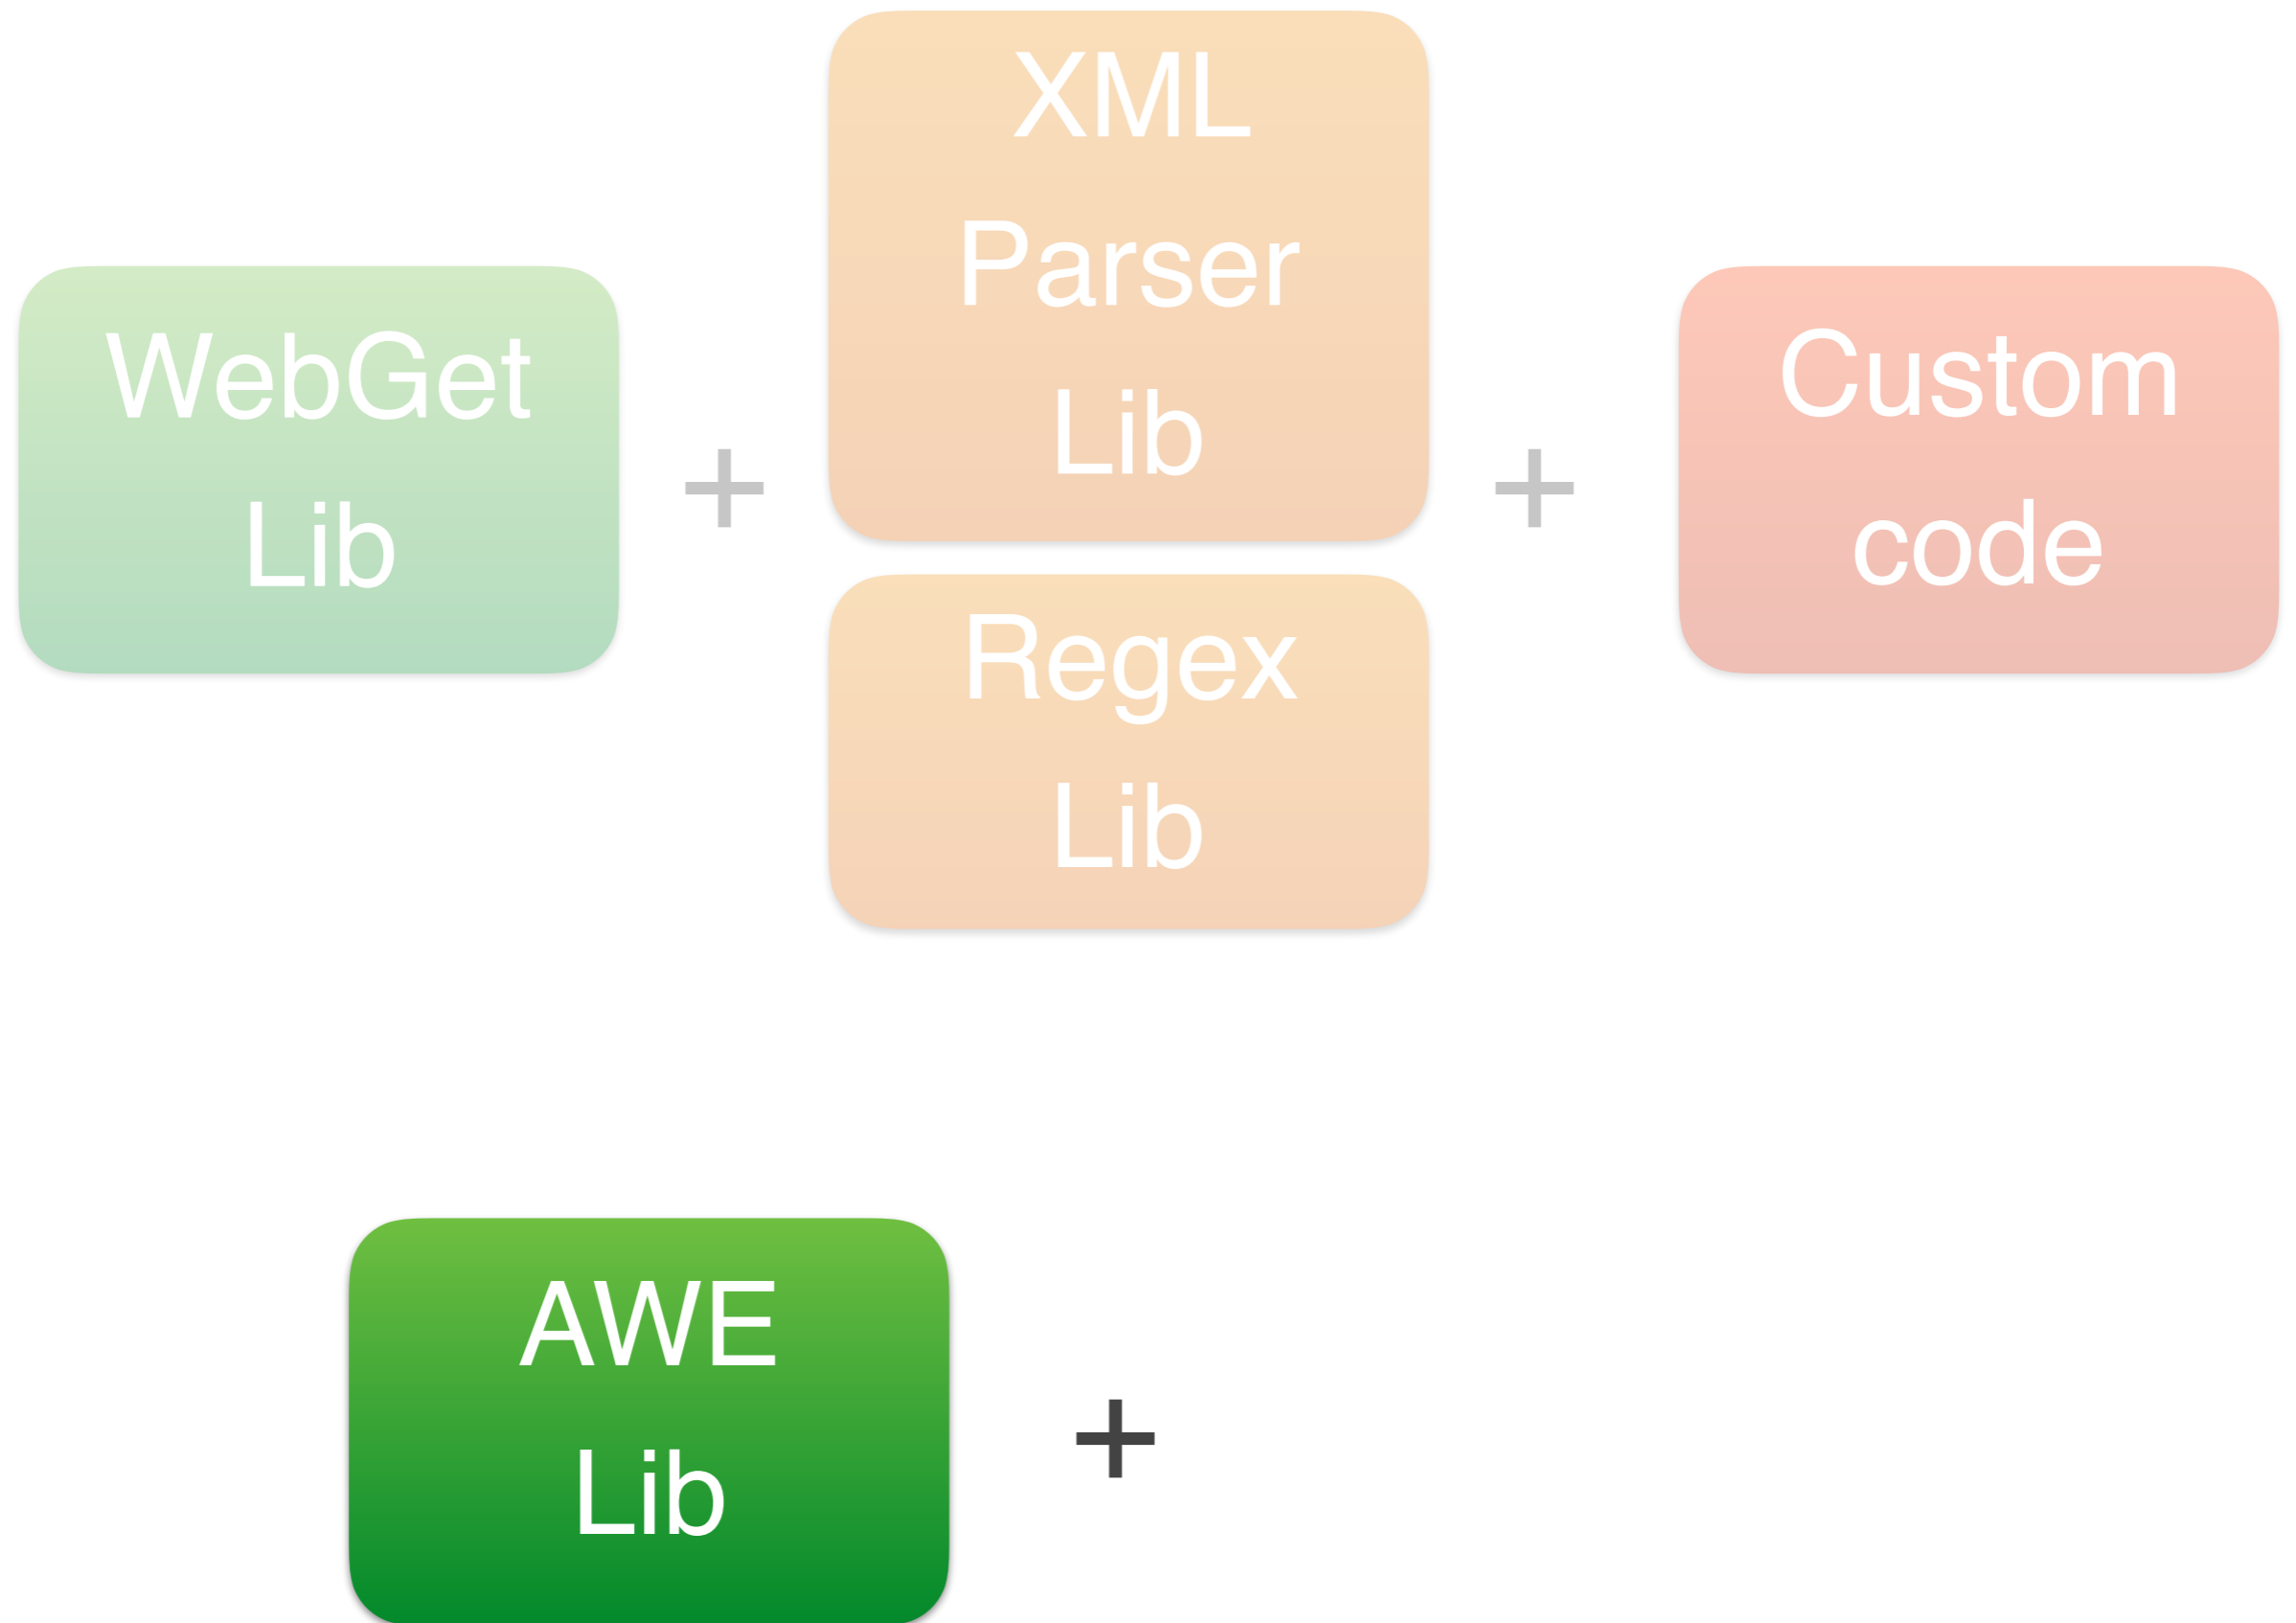 WebGet
Lib
+
XML
Parser
Lib
Regex
Lib
+
Custom
code
AWE
Lib
+